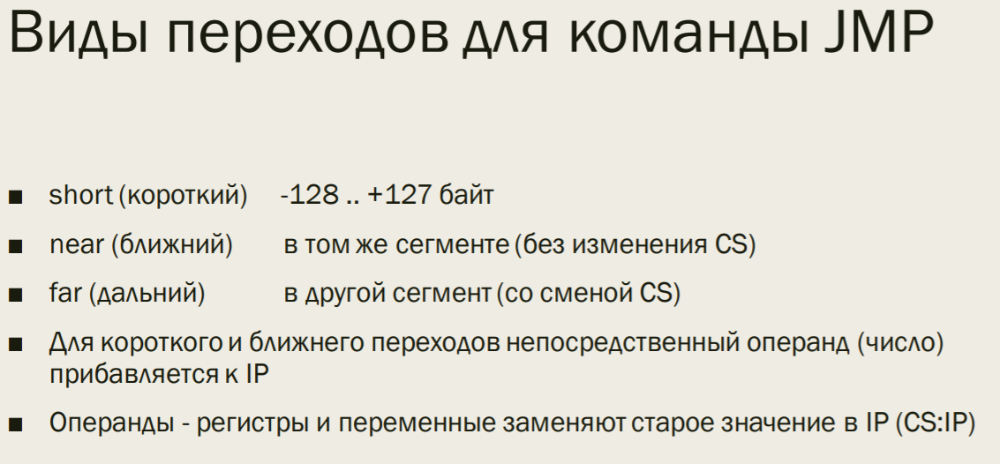 Виды переходов для команды JMP
■ short (короткий) -128 .. +127 байт
■ near (ближний) в том же сегменте (без изменения CS)
■ far (дальний) в другой сегмент (со сменой CS)
■ Для короткого и ближнего переходов непосредственный операнд (число)
прибавляется к IP
■ Операнды - регистры и переменные заменяют старое значение в IP (CS:IP)